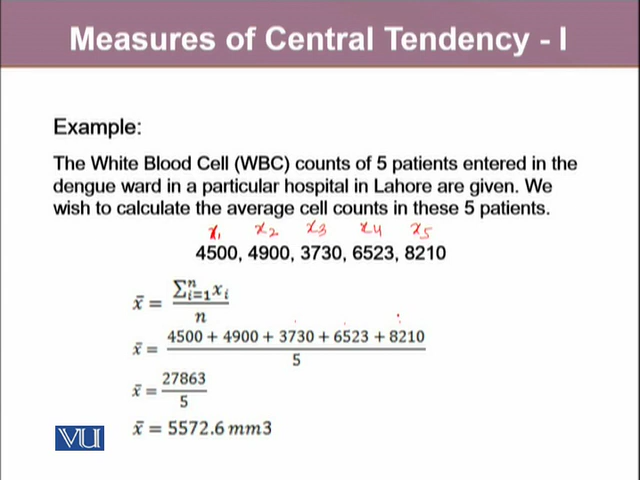 Measures of Central Tendency - I
Example:
The White Blood Cell (WBC) counts of 5 patients entered in the
dengue ward in a particular hospital in Lahore are given. We
wish to calculate the average cell counts in these 5 patients.
x₁ x₂ x₃ x₄ x₅
4500, 4900, 3730, 6523, 8210
x̄ = ∑ⁿᵢ₌₁xᵢ / n
x̄ = 4500 + 4900 + 3730 + 6523 + 8210 / 5
x̄ = 27863 / 5
x̄ = 5572.6 mm3
VU